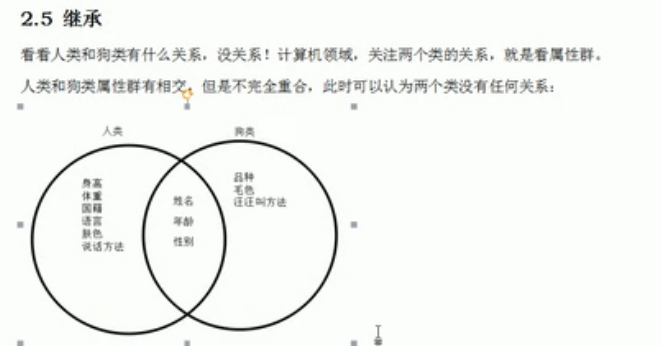 2.5 继承
看看人类和狗类有什么关系，没关系！计算机领域，关注两个类的关系，就是看属性群。
人类和狗类属性群有相交，但是不完全重合，此时可以认为两个类没有任何关系：
人类
狗类
身高
体重
国籍
语言
肤色
说话方法
姓名
年龄
性别
品种
毛色
汪汪叫方法